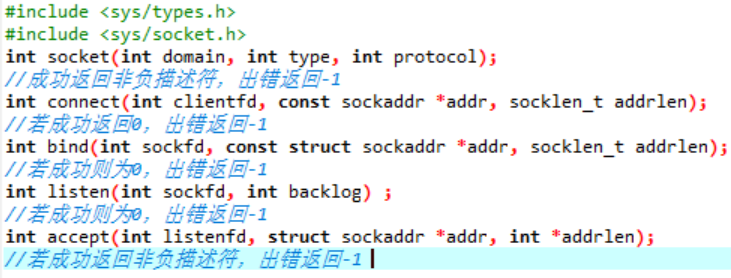 #include <sys/types.h>
#include <sys/socket.h>
int socket(int domain, int type, int protocol);
//成功返回非负描述符，出错返回-1
int connect(int clientfd, const sockaddr *addr, socklen_t addrlen);
//若成功返回0，出错返回-1
int bind(int sockfd, const struct sockaddr *addr, socklen_t addrlen);
//若成功则为0，出错返回-1
int listen(int sockfd, int backlog) ;
//若成功则为0，出错返回-1
int accept(int listenfd, struct sockaddr *addr, int *addrlen);
//若成功返回非负描述符，出错返回-1